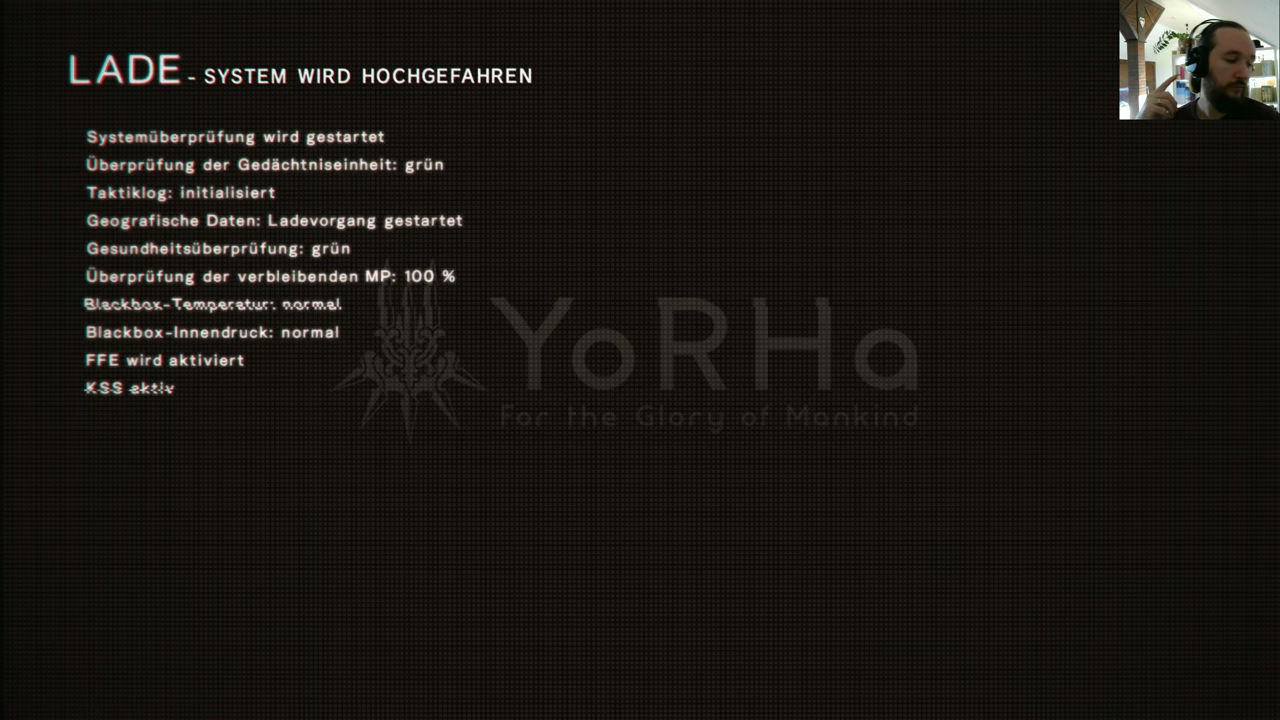 LADE - SYSTEM WIRD HOCHGEFAHREN
Systemüberprüfung wird gestartet
Überprüfung der Gedächtniseinheit: grün
Taktiklog: initialisiert
Geografische Daten: Ladevorgang gestartet
Gesundheitsüberprüfung: grün
Überprüfung der verbleibenden MP: 100 %
Blackbox-Temperatur: normal
Blackbox-Innendruck: normal
FFE wird aktiviert
KSS aktiv
YoRHa
For the Glory of Mankind